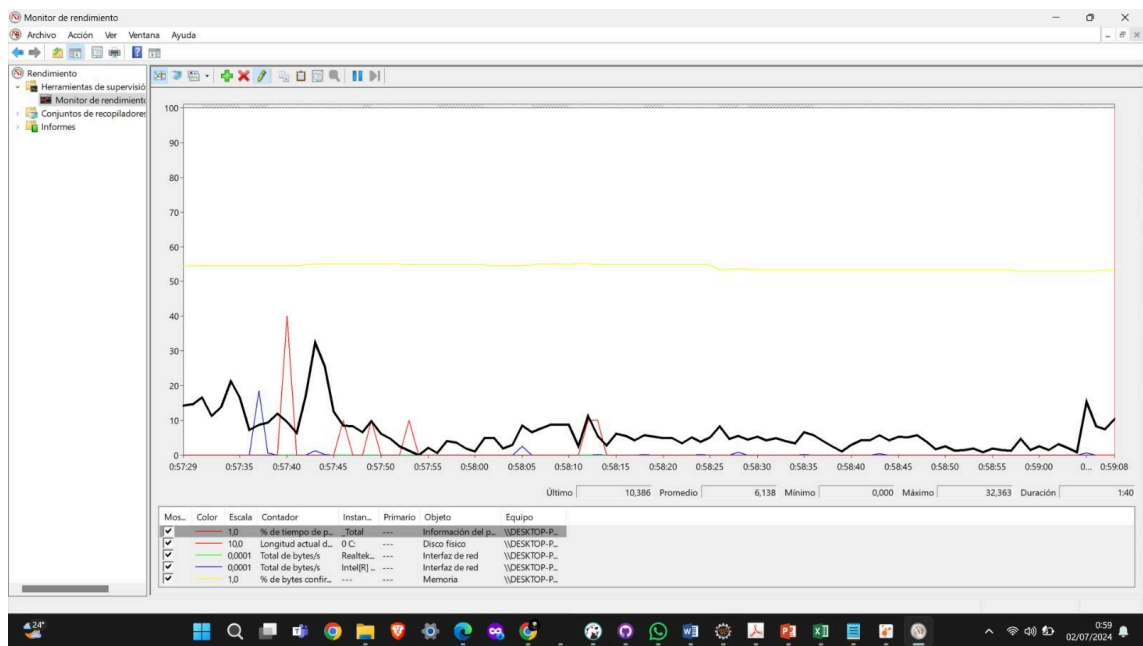 Monitor de rendimiento
Archivo Acción Ver Ventana Ayuda
Rendimiento
Herramientas de supervisió
Monitor de rendimiento
Conjuntos de recopiladores
Informes
100
90
80
70
60
50
40
30
20
10
0
0:57:29 0:57:35 0:57:40 0:57:45 0:57:50 0:57:55 0:58:00 0:58:05 0:58:10 0:58:15 0:58:20 0:58:25 0:58:30 0:58:35 0:58:40 0:58:45 0:58:50 0:58:55 0:59:00 0... 0:59:08
Último 10,386 Promedio 6,138 Mínimo 0,000 Máximo 32,363 Duración 1:40
Mos... Color Escala Contador Instan... Primario Objeto Equipo
1,0 % de tiempo de p... _Total --- Información del p... \\DESKTOP-P...
10,0 Longitud actual d... 0 C: --- Disco físico \\DESKTOP-P...
0,0001 Total de bytes/s Realtek... --- Interfaz de red \\DESKTOP-P...
0,0001 Total de bytes/s Intel[R] ... --- Interfaz de red \\DESKTOP-P...
1,0 % de bytes confir... --- --- Memoria \\DESKTOP-P...
24°
0:59
02/07/2024